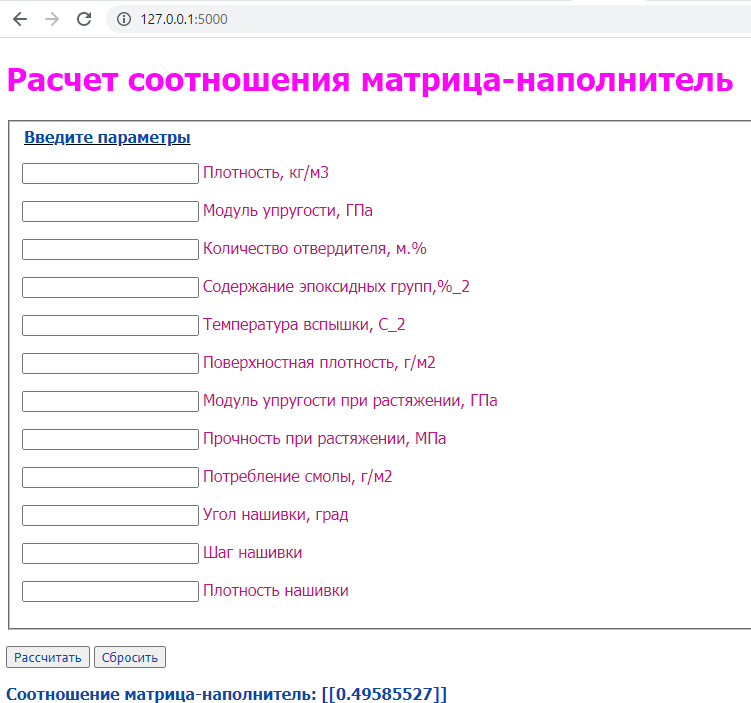 127.0.0.1:5000
Расчет соотношения матрица-наполнитель
Введите параметры
Плотность, кг/м3
Модуль упругости, ГПа
Количество отвердителя, м.%
Содержание эпоксидных групп,%_2
Температура вспышки, С_2
Поверхностная плотность, г/м2
Модуль упругости при растяжении, ГПа
Прочность при растяжении, МПа
Потребление смолы, г/м2
Угол нашивки, град
Шаг нашивки
Плотность нашивки
Рассчитать Сбросить
Соотношение матрица-наполнитель: [[0.49585527]]